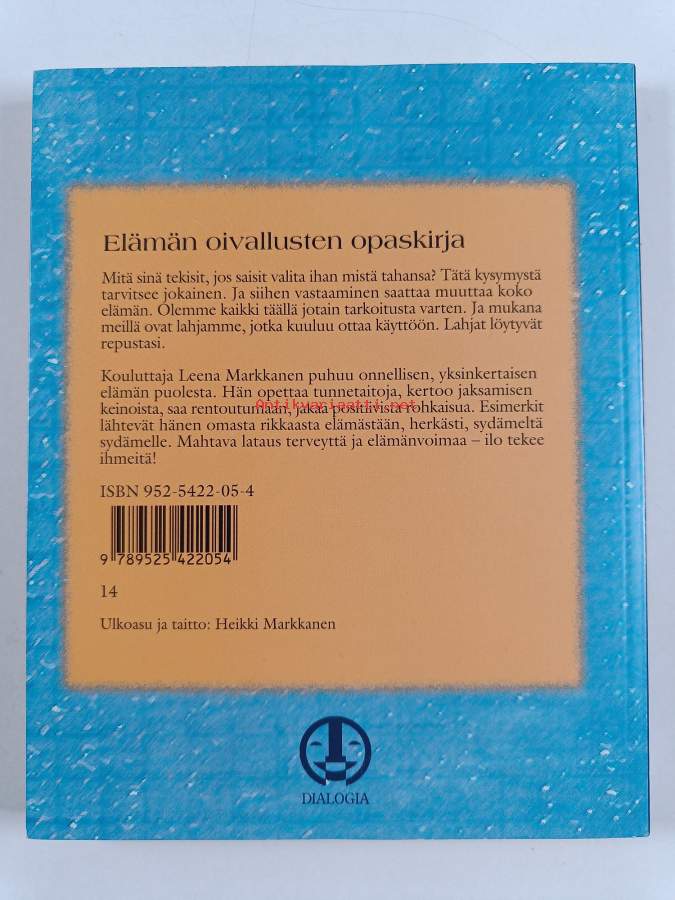 Elämän oivallusten opaskirja
Mitä sinä tekisit, jos saisit valita ihan mistä tahansa? Tätä kysymystä
tarvitsee jokainen. Ja siihen vastaaminen saattaa muuttaa koko
elämän. Olemme kaikki täällä jotain tarkoitusta varten. Ja mukana
meillä ovat lahjamme, jotka kuuluu ottaa käyttöön. Lahjat löytyvät
repustasi.
Kouluttaja Leena Markkanen puhuu onnellisen, yksinkertaisen
elämän puolesta. Hän opettaa tunnetaitoja, kertoo jaksamisen
keinoista, saa rentoutumaan, jakaa positiivista rohkaisua. Esimerkit
Antikvariaatti.net
lähtevät hänen omasta rikkaasta elämästään, herkästi, sydämeltä
sydämelle. Mahtava lataus terveyttä ja elämänvoimaa – ilo tekee
ihmeitä!
ISBN 952-5422-05-4
9 789525 422054
14
Ulkoasu ja taitto: Heikki Markkanen
DIALOGIA